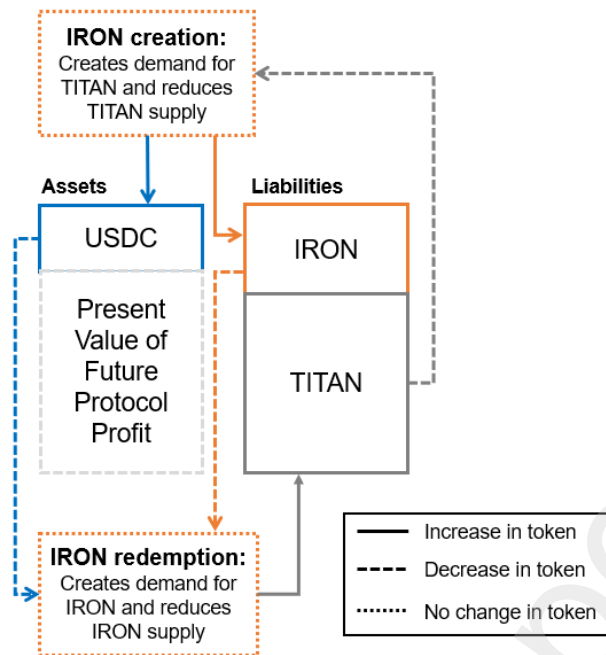 IRON creation:
Creates demand for
TITAN and reduces
TITAN supply
Assets
Liabilities
USDC
IRON
Present
Value of
Future
Protocol
Profit
TITAN
IRON redemption:
Creates demand for
IRON and reduces
IRON supply
Increase in token
Decrease in token
No change in token